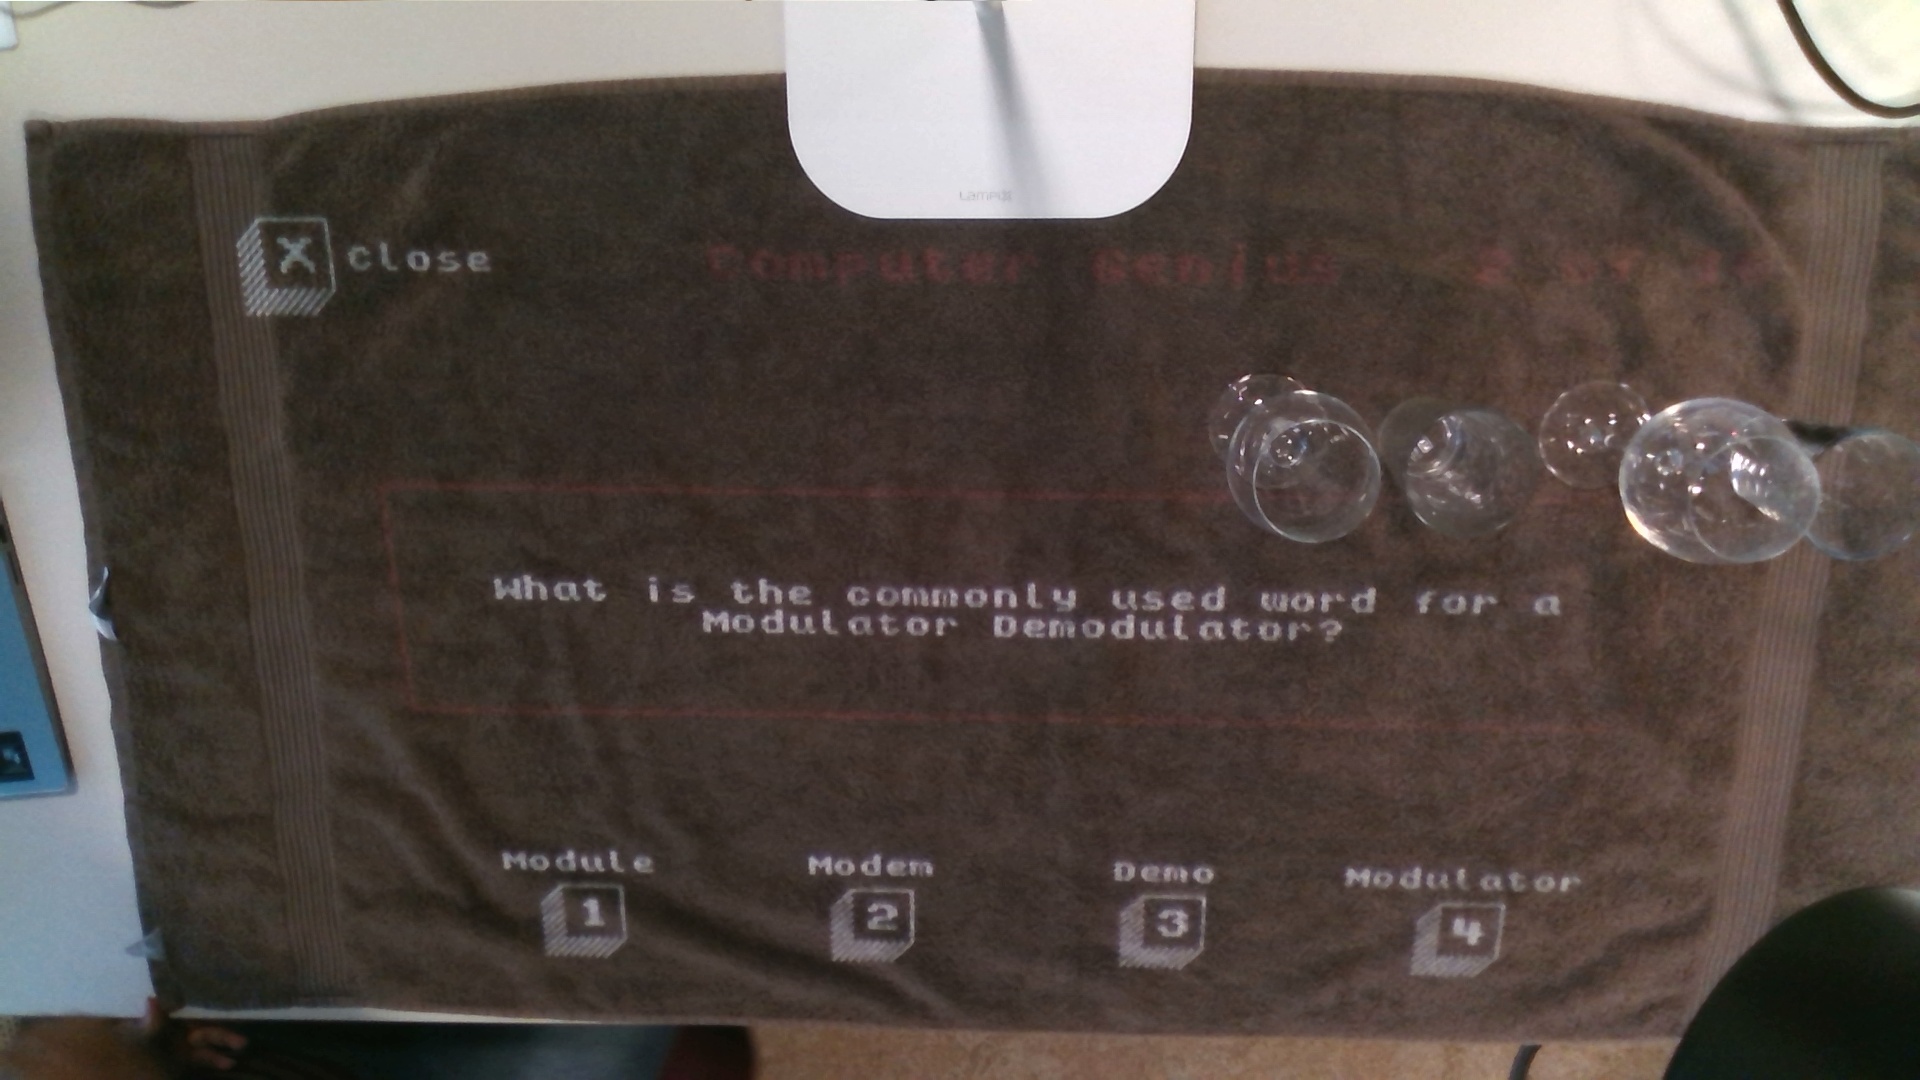 Lampix
X close
Computer Genius
What is the commonly used word for a
Modulator Demodulator?
Module Modem Demo Modulator
1 2 3 4